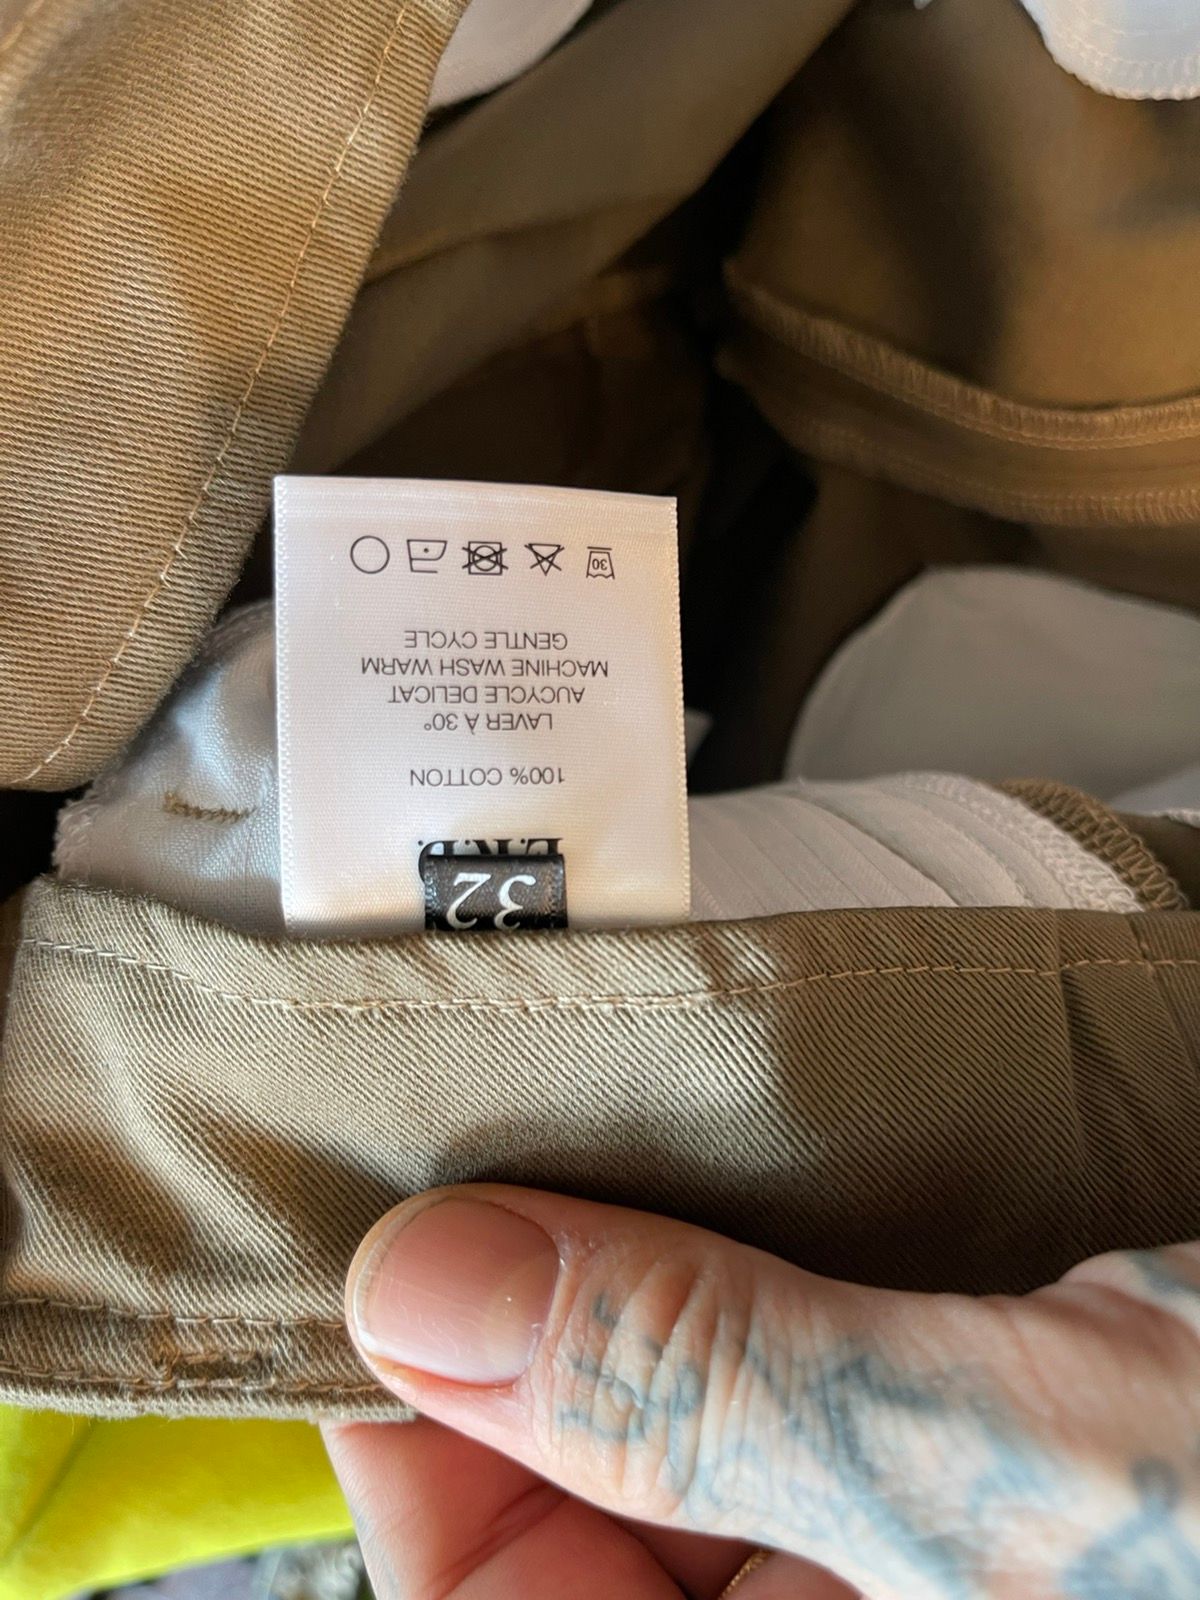 32
100% COTTON
LAVER À 30°
AUCYCLE DELICAT
MACHINE WASH WARM
GENTLE CYCLE
30